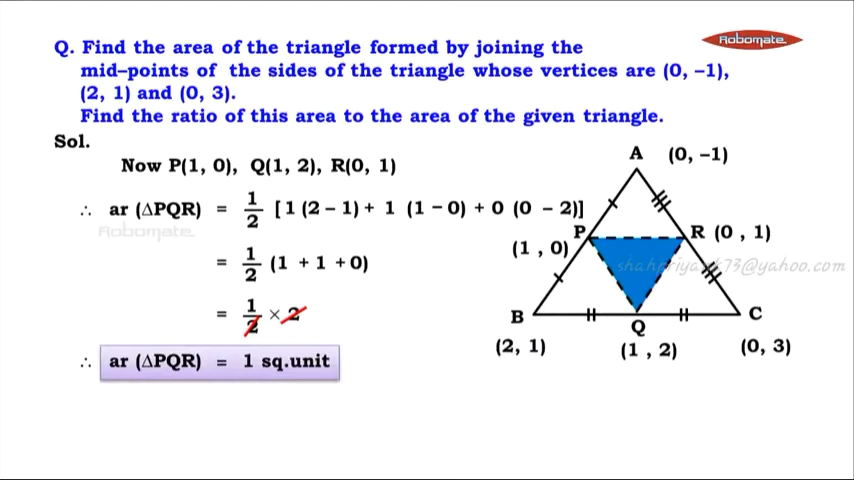 Robomate
Q. Find the area of the triangle formed by joining the
mid–points of the sides of the triangle whose vertices are (0, –1),
(2, 1) and (0, 3).
Find the ratio of this area to the area of the given triangle.
Sol.
Now P(1, 0), Q(1, 2), R(0, 1)
∴ ar (ΔPQR) = 1/2 [ 1 (2 – 1) + 1 (1 – 0) + 0 (0 – 2)]
Robomate
= 1/2 (1 + 1 + 0)
= 1/2 × 2
∴ ar (ΔPQR) = 1 sq.unit
A (0, –1)
P R (0 , 1)
(1 , 0)
B Q C
(2, 1) (1 , 2) (0, 3)